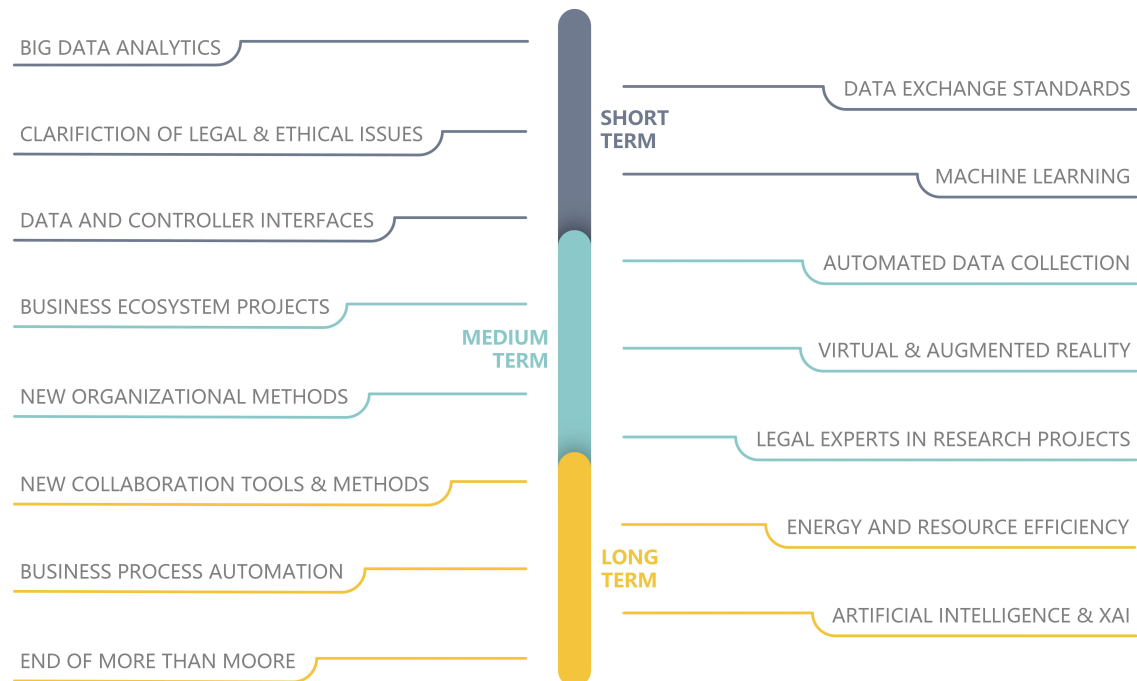 BIG DATA ANALYTICS
DATA EXCHANGE STANDARDS
SHORT
TERM
CLARIFICTION OF LEGAL & ETHICAL ISSUES
MACHINE LEARNING
DATA AND CONTROLLER INTERFACES
AUTOMATED DATA COLLECTION
BUSINESS ECOSYSTEM PROJECTS
MEDIUM
TERM
VIRTUAL & AUGMENTED REALITY
NEW ORGANIZATIONAL METHODS
LEGAL EXPERTS IN RESEARCH PROJECTS
NEW COLLABORATION TOOLS & METHODS
ENERGY AND RESOURCE EFFICIENCY
LONG
TERM
BUSINESS PROCESS AUTOMATION
ARTIFICIAL INTELLIGENCE & XAI
END OF MORE THAN MOORE